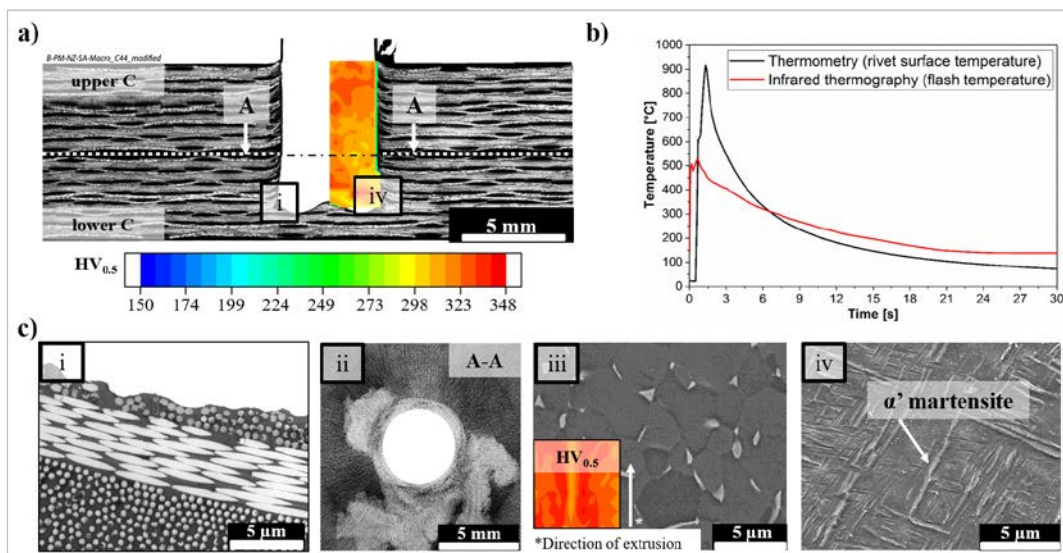 a)
B-PM-NZ-SA-Macro_C44_modified
upper C
A
A
i
iv
lower C
5 mm
HV0.5
150 174 199 224 249 273 298 323 348
b)
1000
900
800
700
600
500
400
300
200
100
0
Temperature [°C]
Thermometry (rivet surface temperature)
Infrared thermography (flash temperature)
0 3 6 9 12 15 18 21 24 27 30
Time [s]
c)
i
5 µm
ii
A-A
5 mm
iii
HV0.5
*
*Direction of extrusion
5 µm
iv
α’ martensite
5 µm